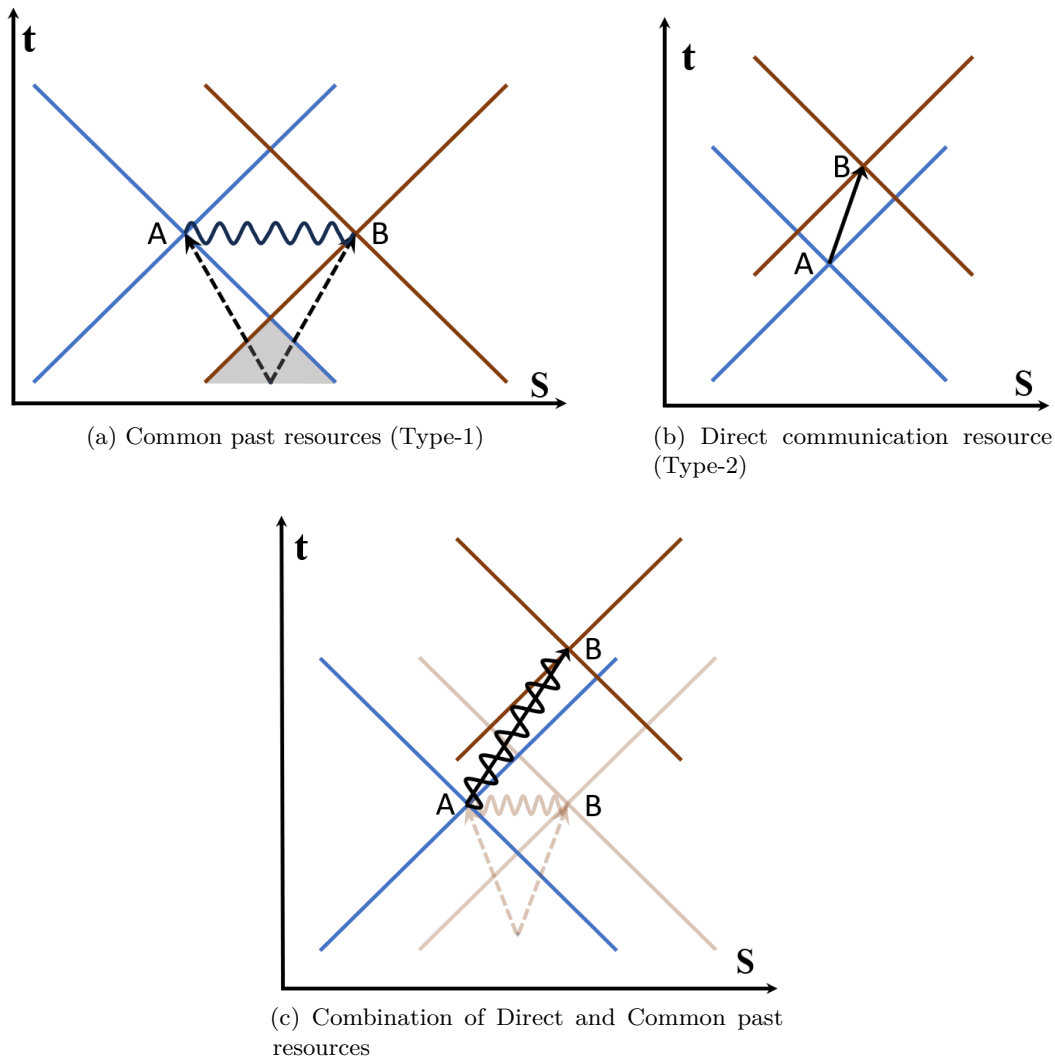 t
A
B
S
(a) Common past resources (Type-1)
t
B
A
S
(b) Direct communication resource
(Type-2)
t
B
A
B
S
(c) Combination of Direct and Common past
resources